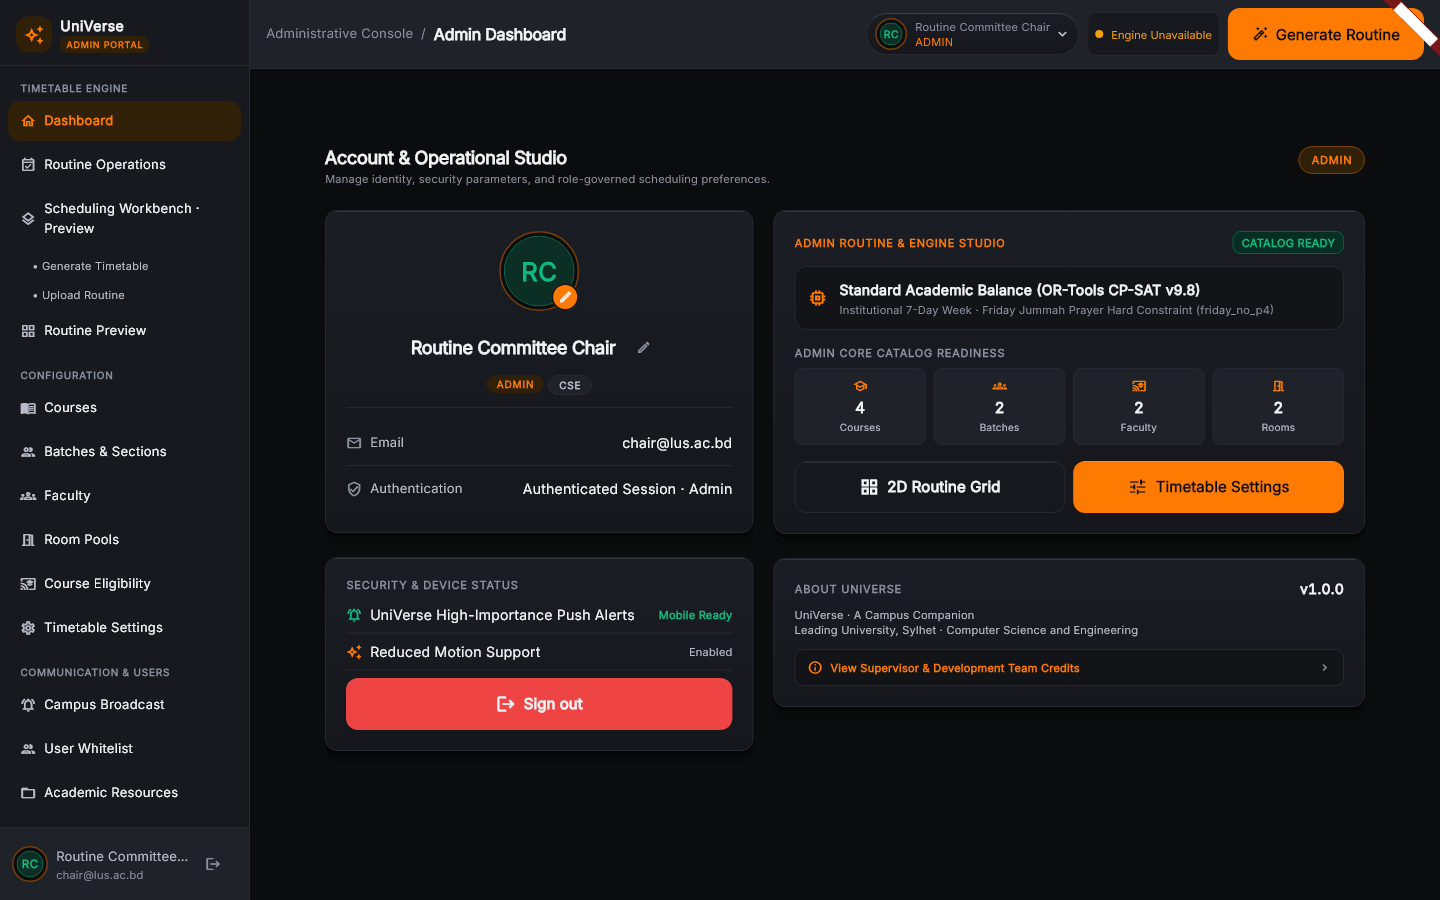 UniVerse
ADMIN PORTAL
TIMETABLE ENGINE
Dashboard
Routine Operations
Scheduling Workbench ·
Preview
• Generate Timetable
• Upload Routine
Routine Preview
CONFIGURATION
Courses
Batches & Sections
Faculty
Room Pools
Course Eligibility
Timetable Settings
COMMUNICATION & USERS
Campus Broadcast
User Whitelist
Academic Resources
RC
Routine Committee...
chair@lus.ac.bd
Administrative Console / Admin Dashboard
RC
Routine Committee Chair
ADMIN
Engine Unavailable
Generate Routine
Account & Operational Studio
Manage identity, security parameters, and role-governed scheduling preferences.
ADMIN
RC
Routine Committee Chair
ADMIN CSE
Email chair@lus.ac.bd
Authentication Authenticated Session · Admin
ADMIN ROUTINE & ENGINE STUDIO
CATALOG READY
Standard Academic Balance (OR-Tools CP-SAT v9.8)
Institutional 7-Day Week · Friday Jummah Prayer Hard Constraint (friday_no_p4)
ADMIN CORE CATALOG READINESS
4
Courses
2
Batches
2
Faculty
2
Rooms
2D Routine Grid
Timetable Settings
SECURITY & DEVICE STATUS
UniVerse High-Importance Push Alerts Mobile Ready
Reduced Motion Support Enabled
Sign out
ABOUT UNIVERSE v1.0.0
UniVerse · A Campus Companion
Leading University, Sylhet · Computer Science and Engineering
View Supervisor & Development Team Credits